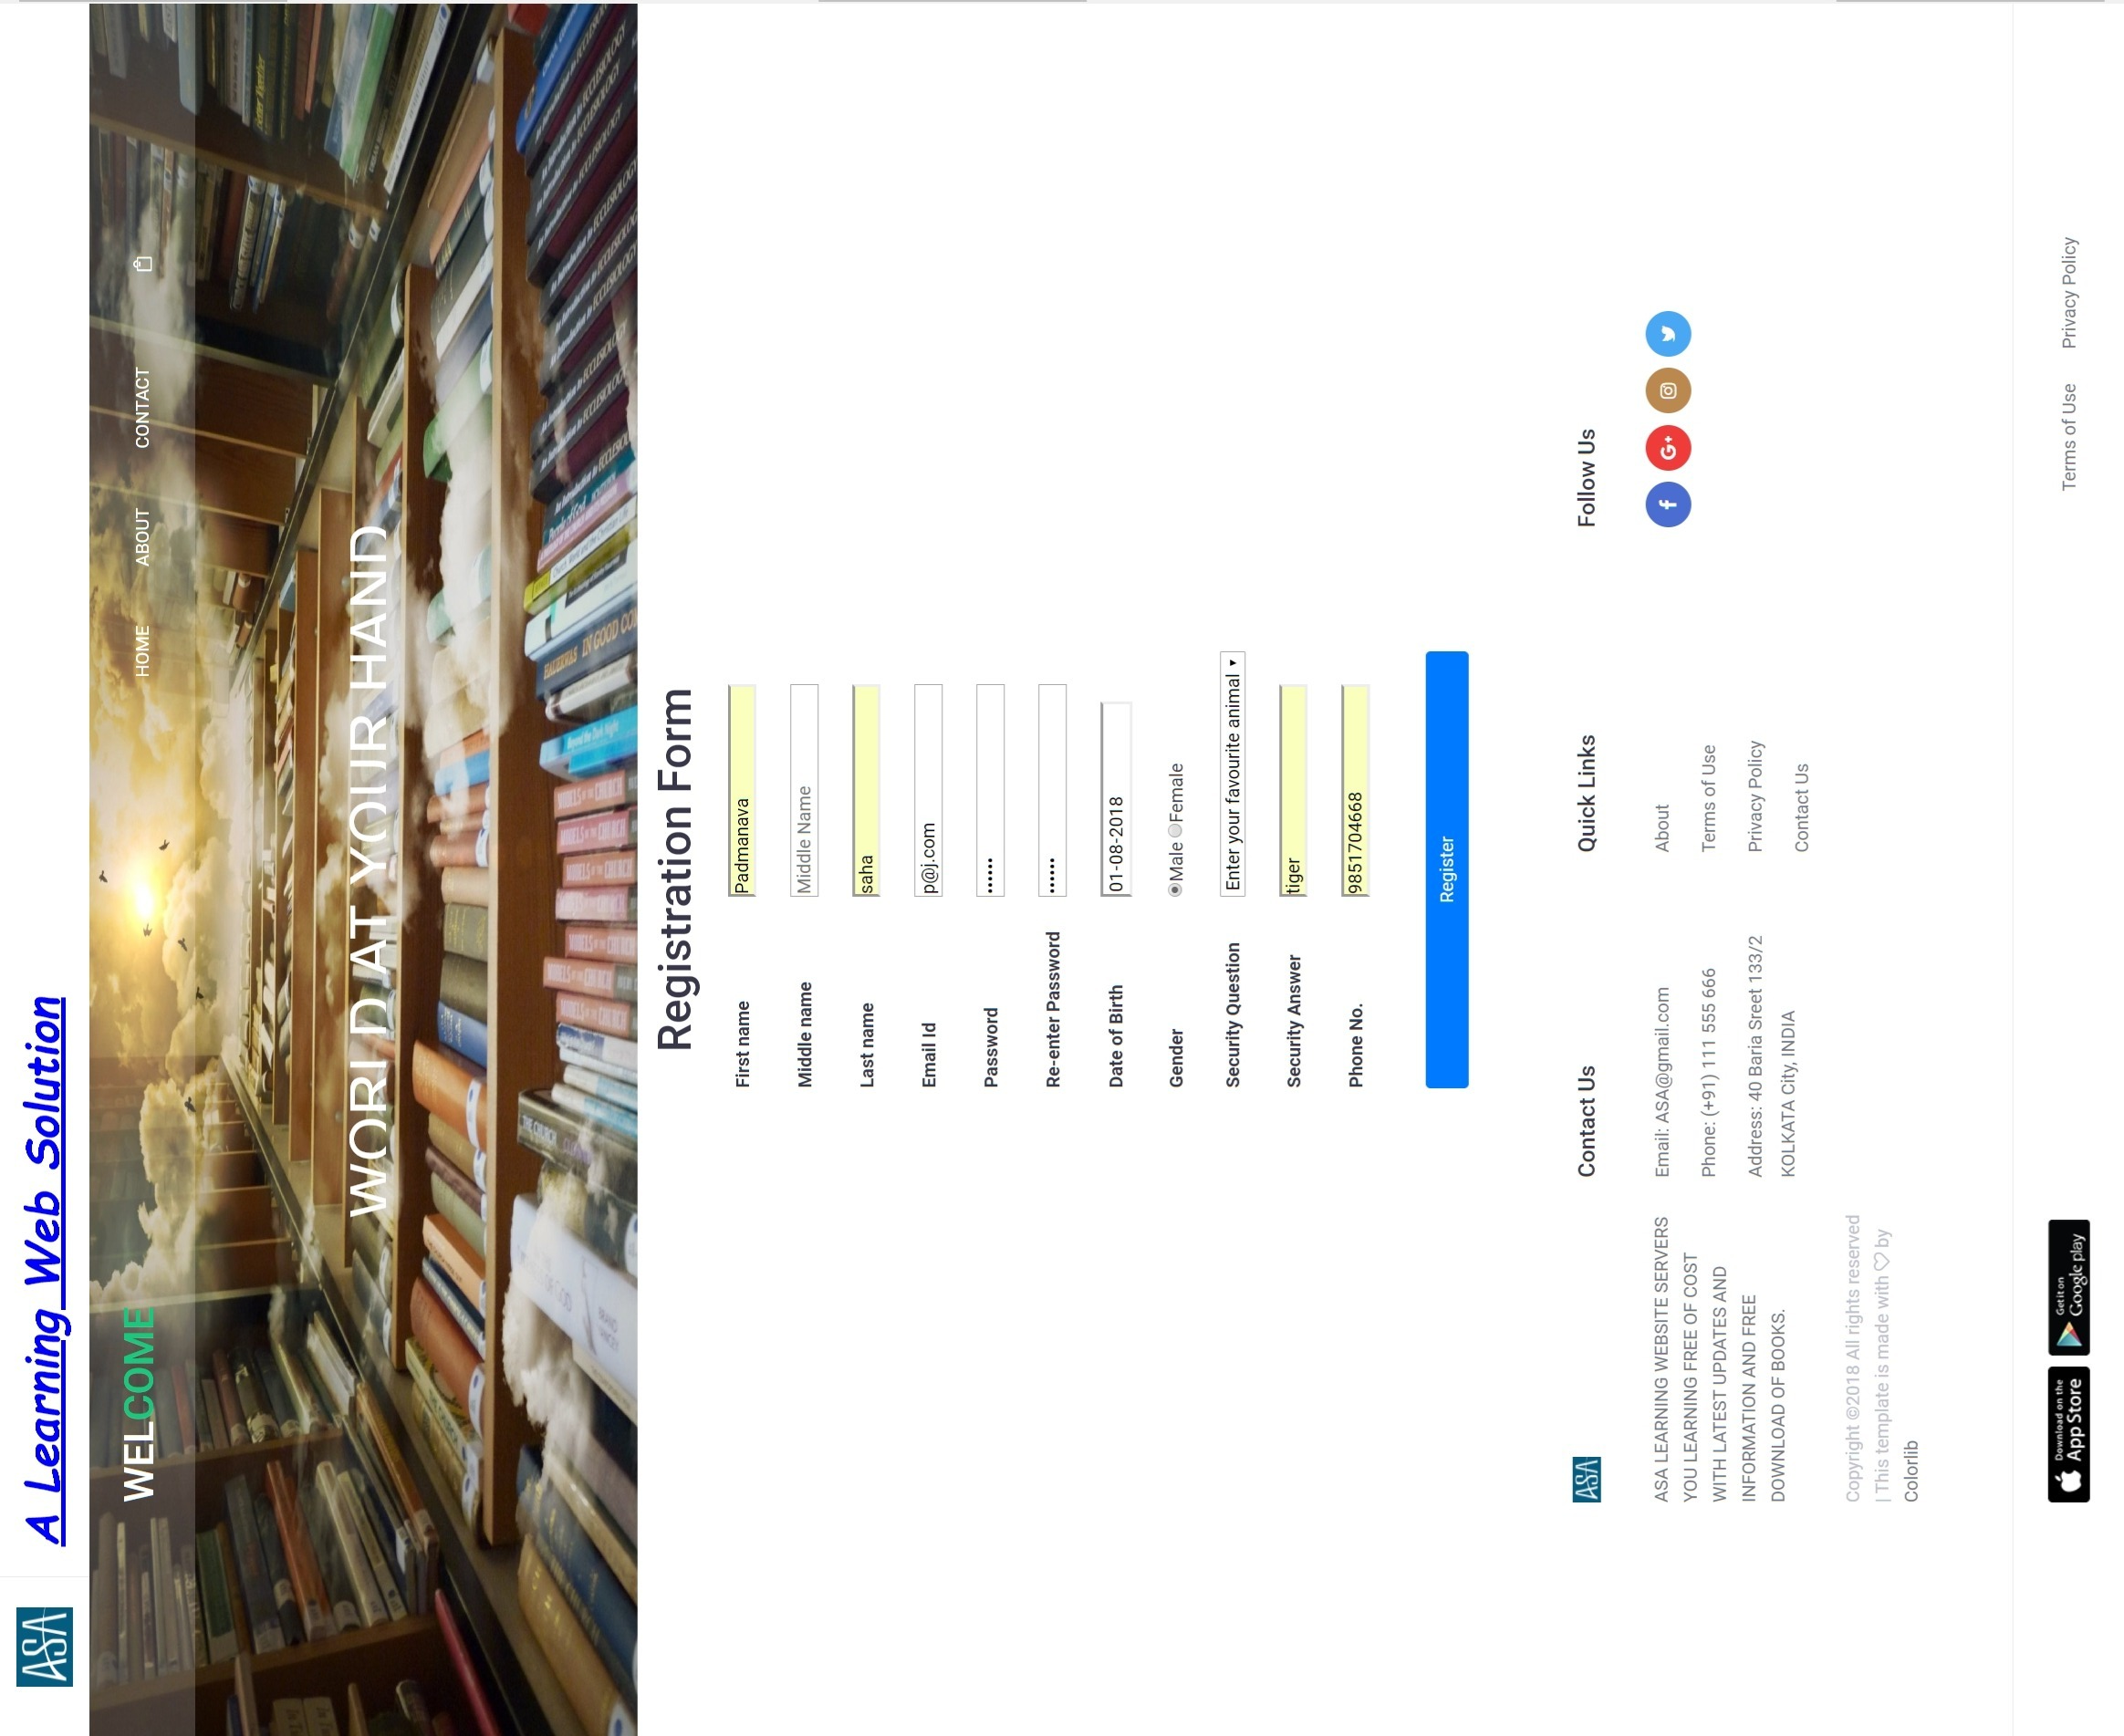 ASA
A Learning Web Solution
WELCOME
HOME
ABOUT
CONTACT
WORLD AT YOUR HAND
Registration Form
First name Padmanava
Middle name Middle Name
Last name saha
Email Id p@j.com
Password ••••••
Re-enter Password ••••••
Date of Birth 01-08-2018
Gender Male Female
Security Question Enter your favourite animal
Security Answer tiger
Phone No. 9851704668
Register
ASA
ASA LEARNING WEBSITE SERVERS
YOU LEARNING FREE OF COST
WITH LATEST UPDATES AND
INFORMATION AND FREE
DOWNLOAD OF BOOKS.
Copyright ©2018 All rights reserved
| This template is made with ♡ by
Colorlib
Contact Us
Email: ASA@gmail.com
Phone: (+91) 111 555 666
Address: 40 Baria Sreet 133/2
KOLKATA City, INDIA
Quick Links
About
Terms of Use
Privacy Policy
Contact Us
Follow Us
Download on the
App Store
Get it on
Google play
Terms of Use
Privacy Policy